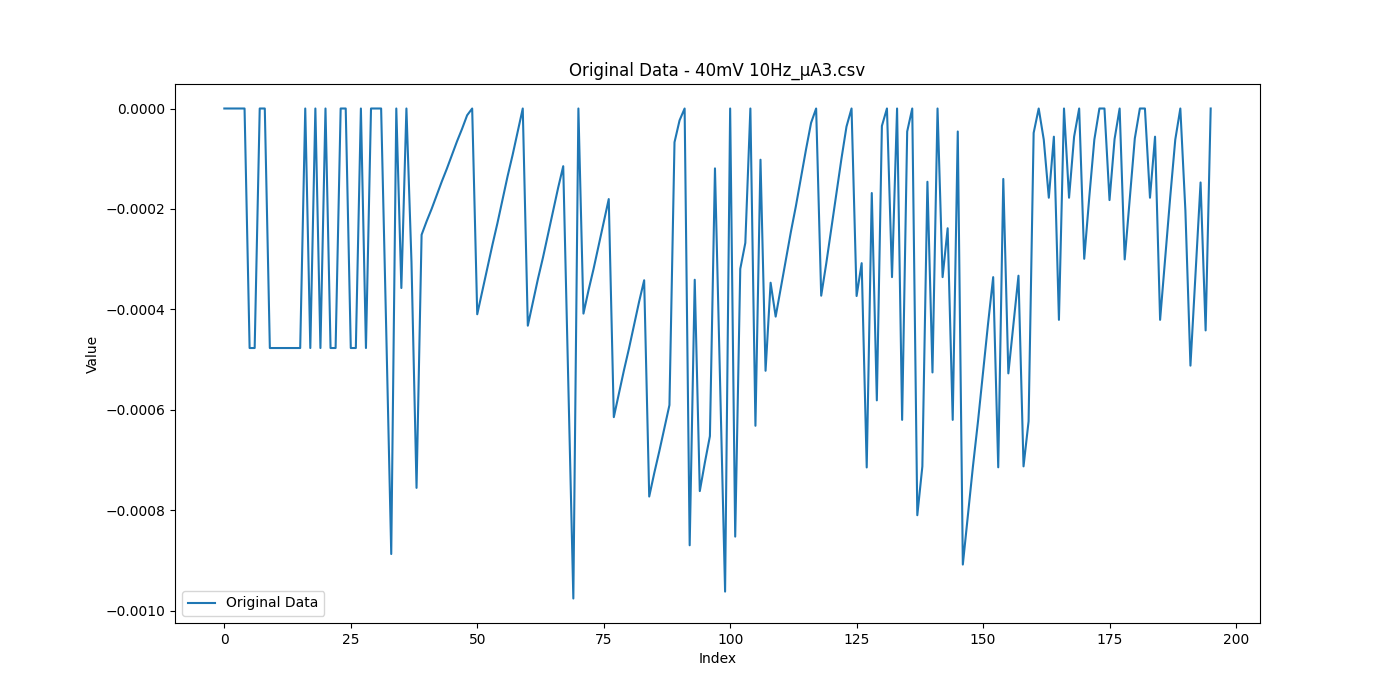 Original Data - 40mV 10Hz_μA3.csv
0.0000
−0.0002
−0.0004
−0.0006
−0.0008
−0.0010
Value
Original Data
0 25 50 75 100 125 150 175 200
Index